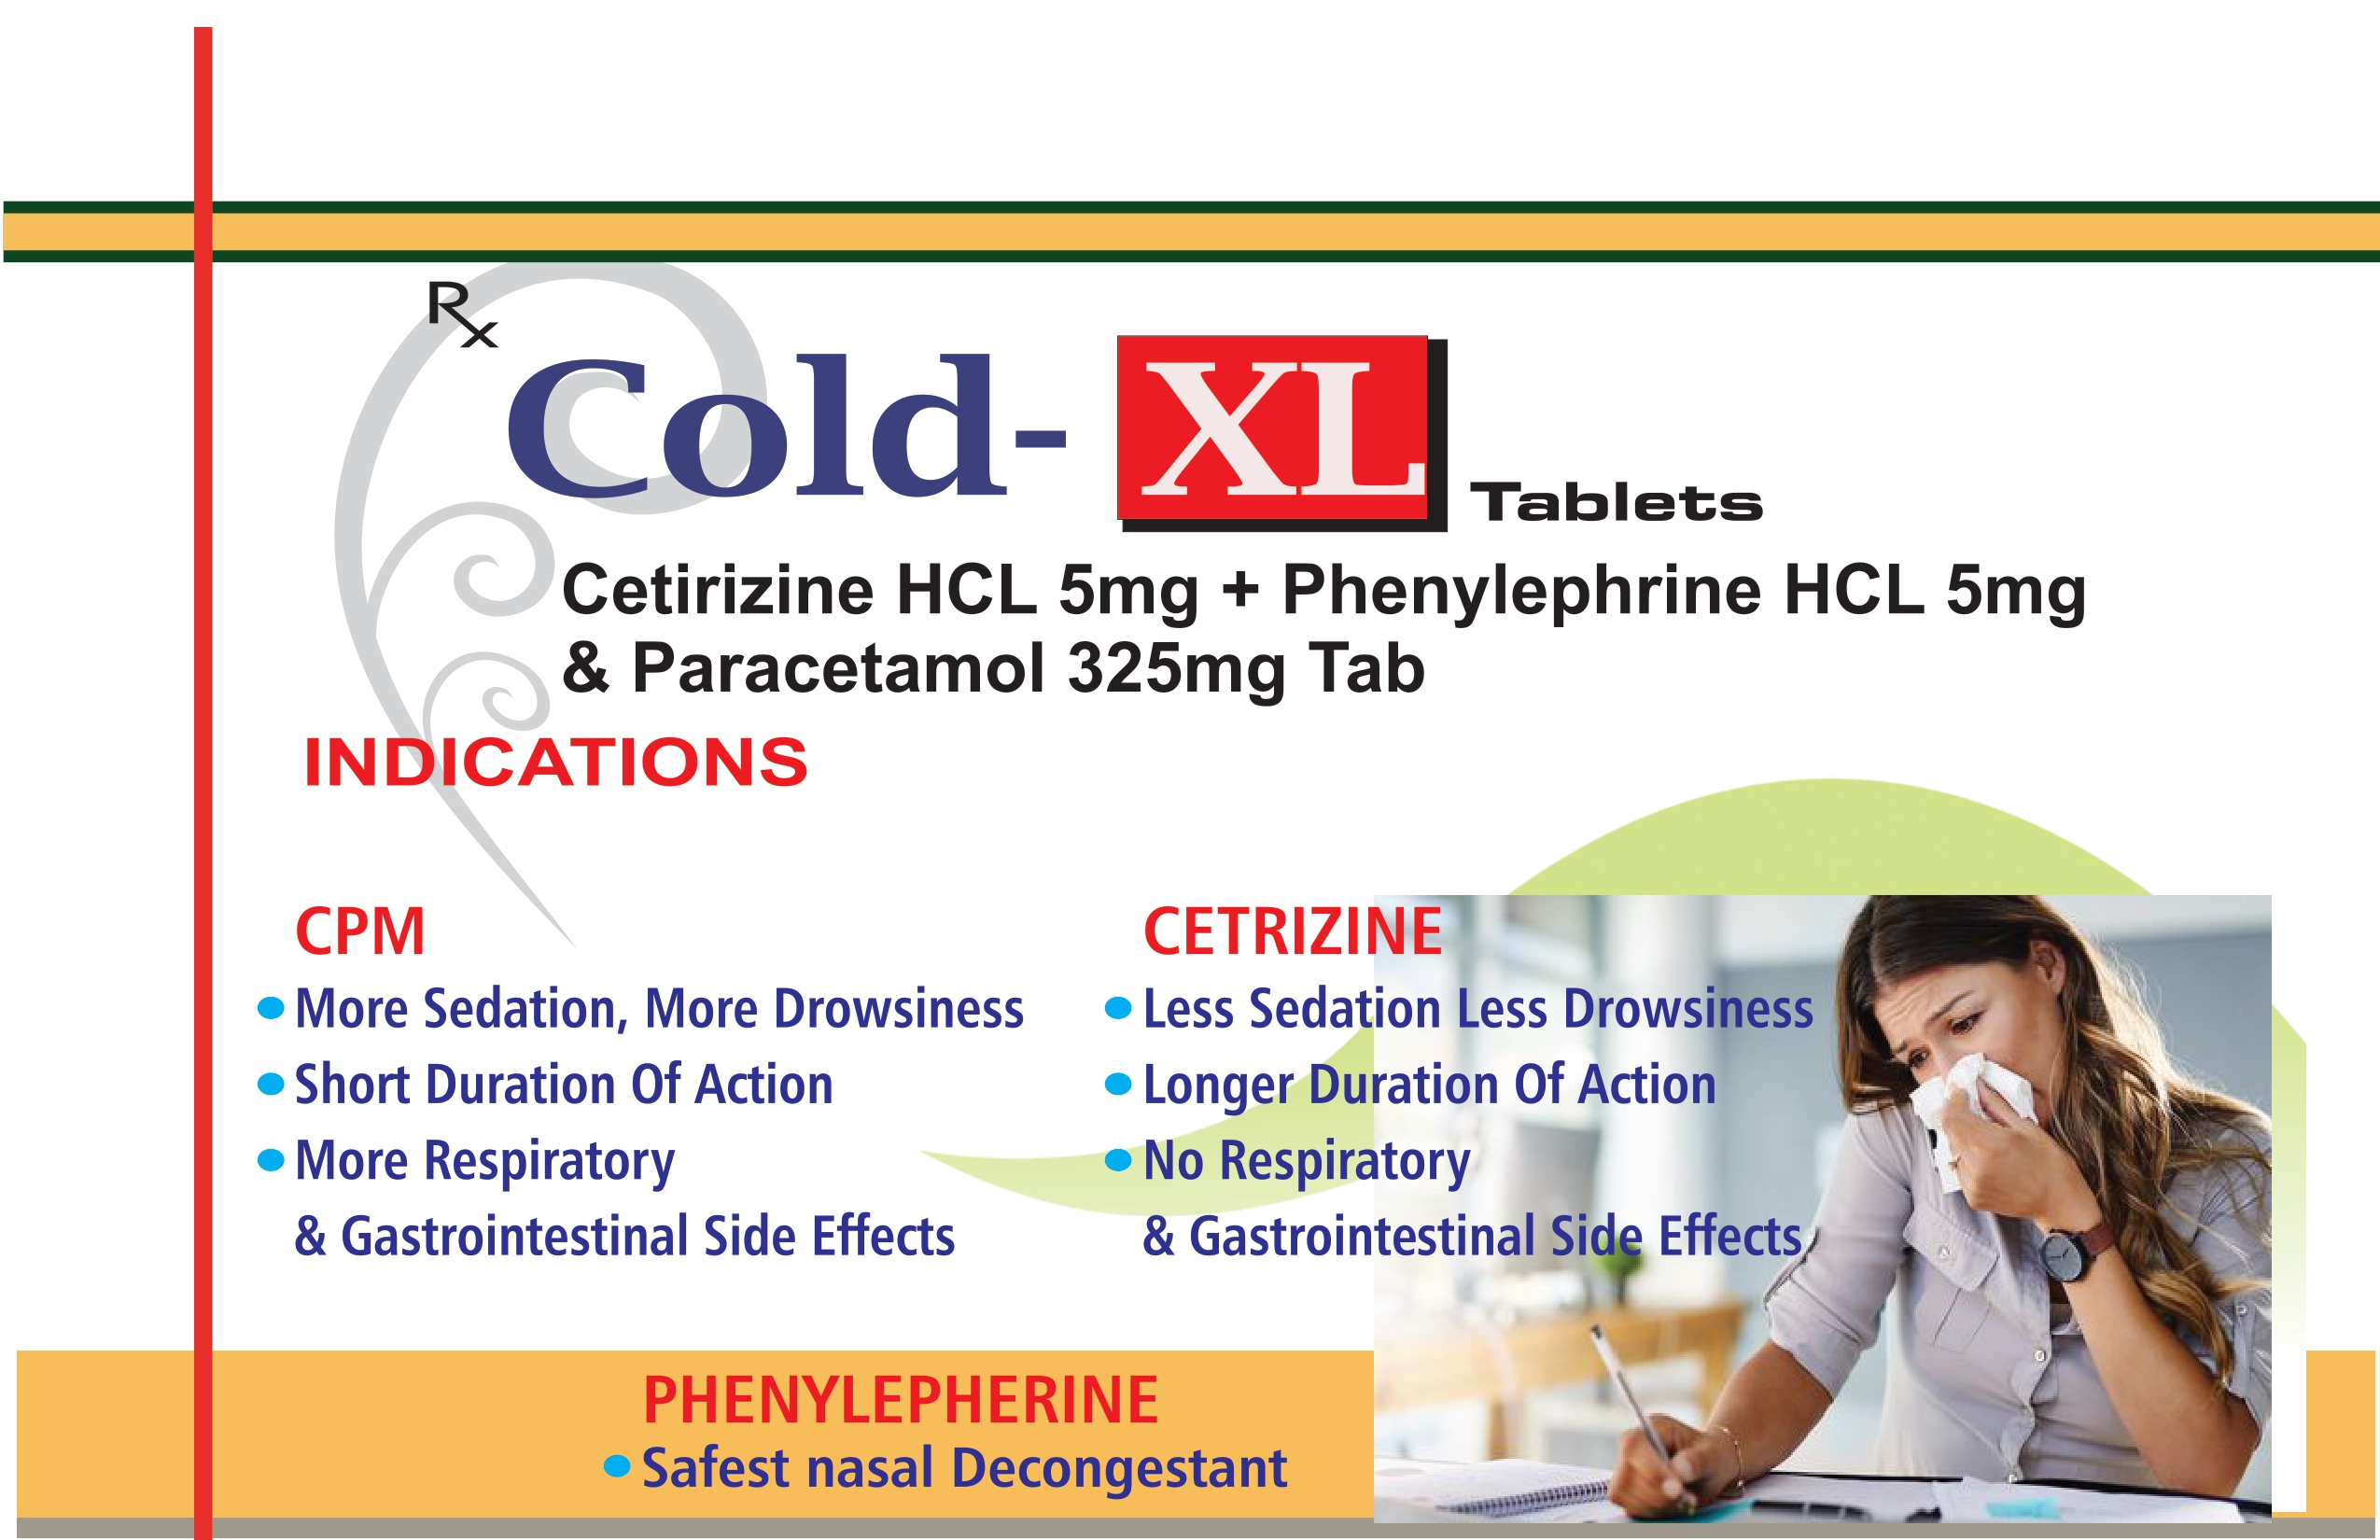 Rx
Cold-XL Tablets
Cetirizine HCL 5mg + Phenylephrine HCL 5mg
& Paracetamol 325mg Tab
INDICATIONS
CPM
More Sedation, More Drowsiness
Short Duration Of Action
More Respiratory
& Gastrointestinal Side Effects
CETRIZINE
Less Sedation Less Drowsiness
Longer Duration Of Action
No Respiratory
& Gastrointestinal Side Effects
PHENYLEPHERINE
Safest nasal Decongestant